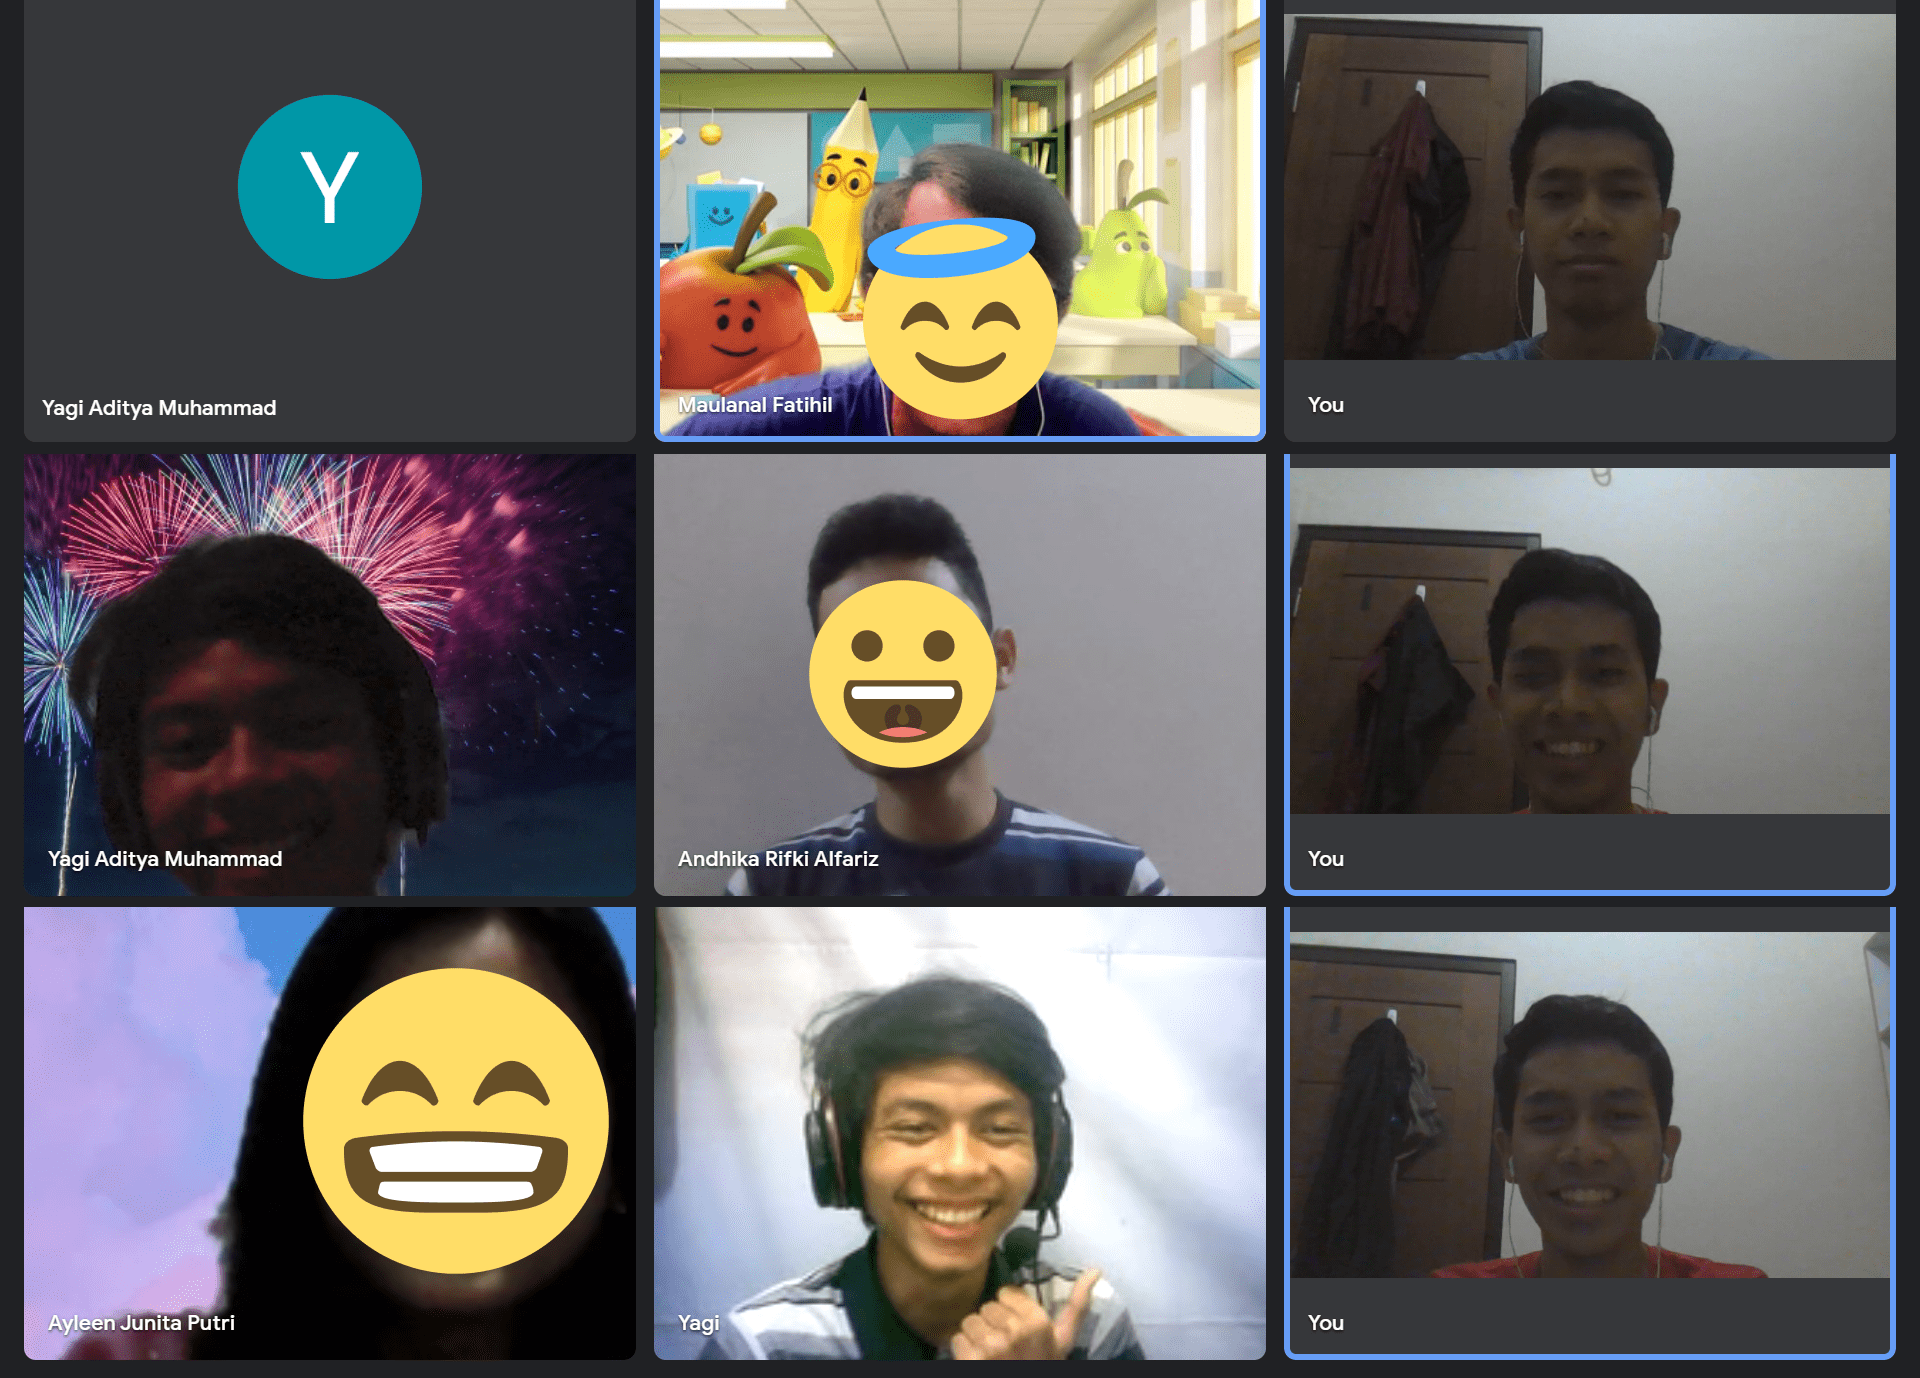 Y
Yagi Aditya Muhammad
Maulanal Fatihil
You
Yagi Aditya Muhammad
Andhika Rifki Alfariz
You
Ayleen Junita Putri
Yagi
You